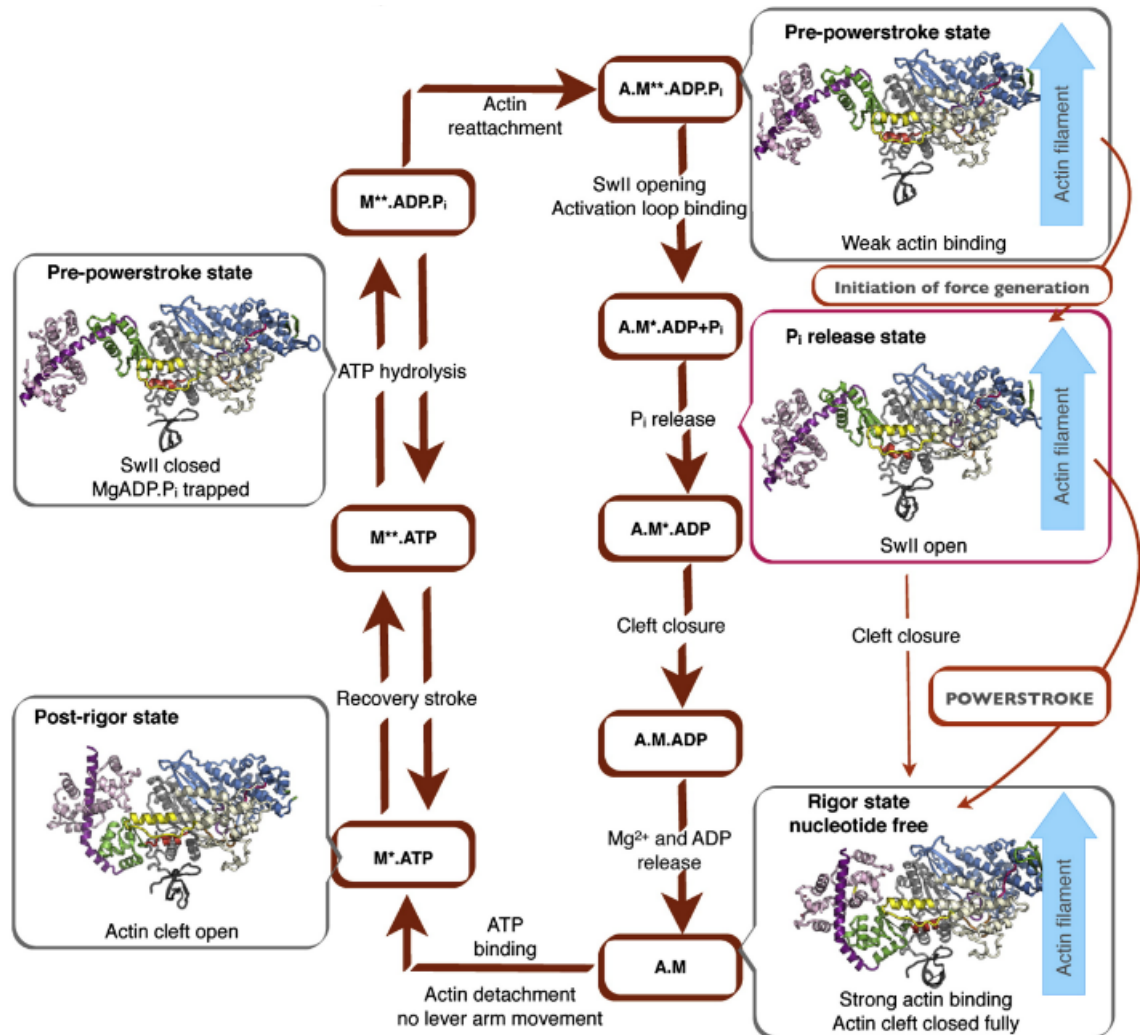 Pre-powerstroke state
A.M**.ADP.Pi
Actin filament
Weak actin binding
Actin
reattachment
M**.ADP.Pi
SwII opening
Activation loop binding
Initiation of force generation
Pre-powerstroke state
SwII closed
MgADP.Pi trapped
ATP hydrolysis
A.M*.ADP+Pi
Pi release state
Actin filament
SwII open
Pi release
M**.ATP
A.M*.ADP
Cleft closure
Cleft closure
POWERSTROKE
Recovery stroke
Post-rigor state
Actin cleft open
A.M.ADP
Mg2+ and ADP
release
Rigor state
nucleotide free
Actin filament
Strong actin binding
Actin cleft closed fully
M*.ATP
ATP
binding
Actin detachment
no lever arm movement
A.M